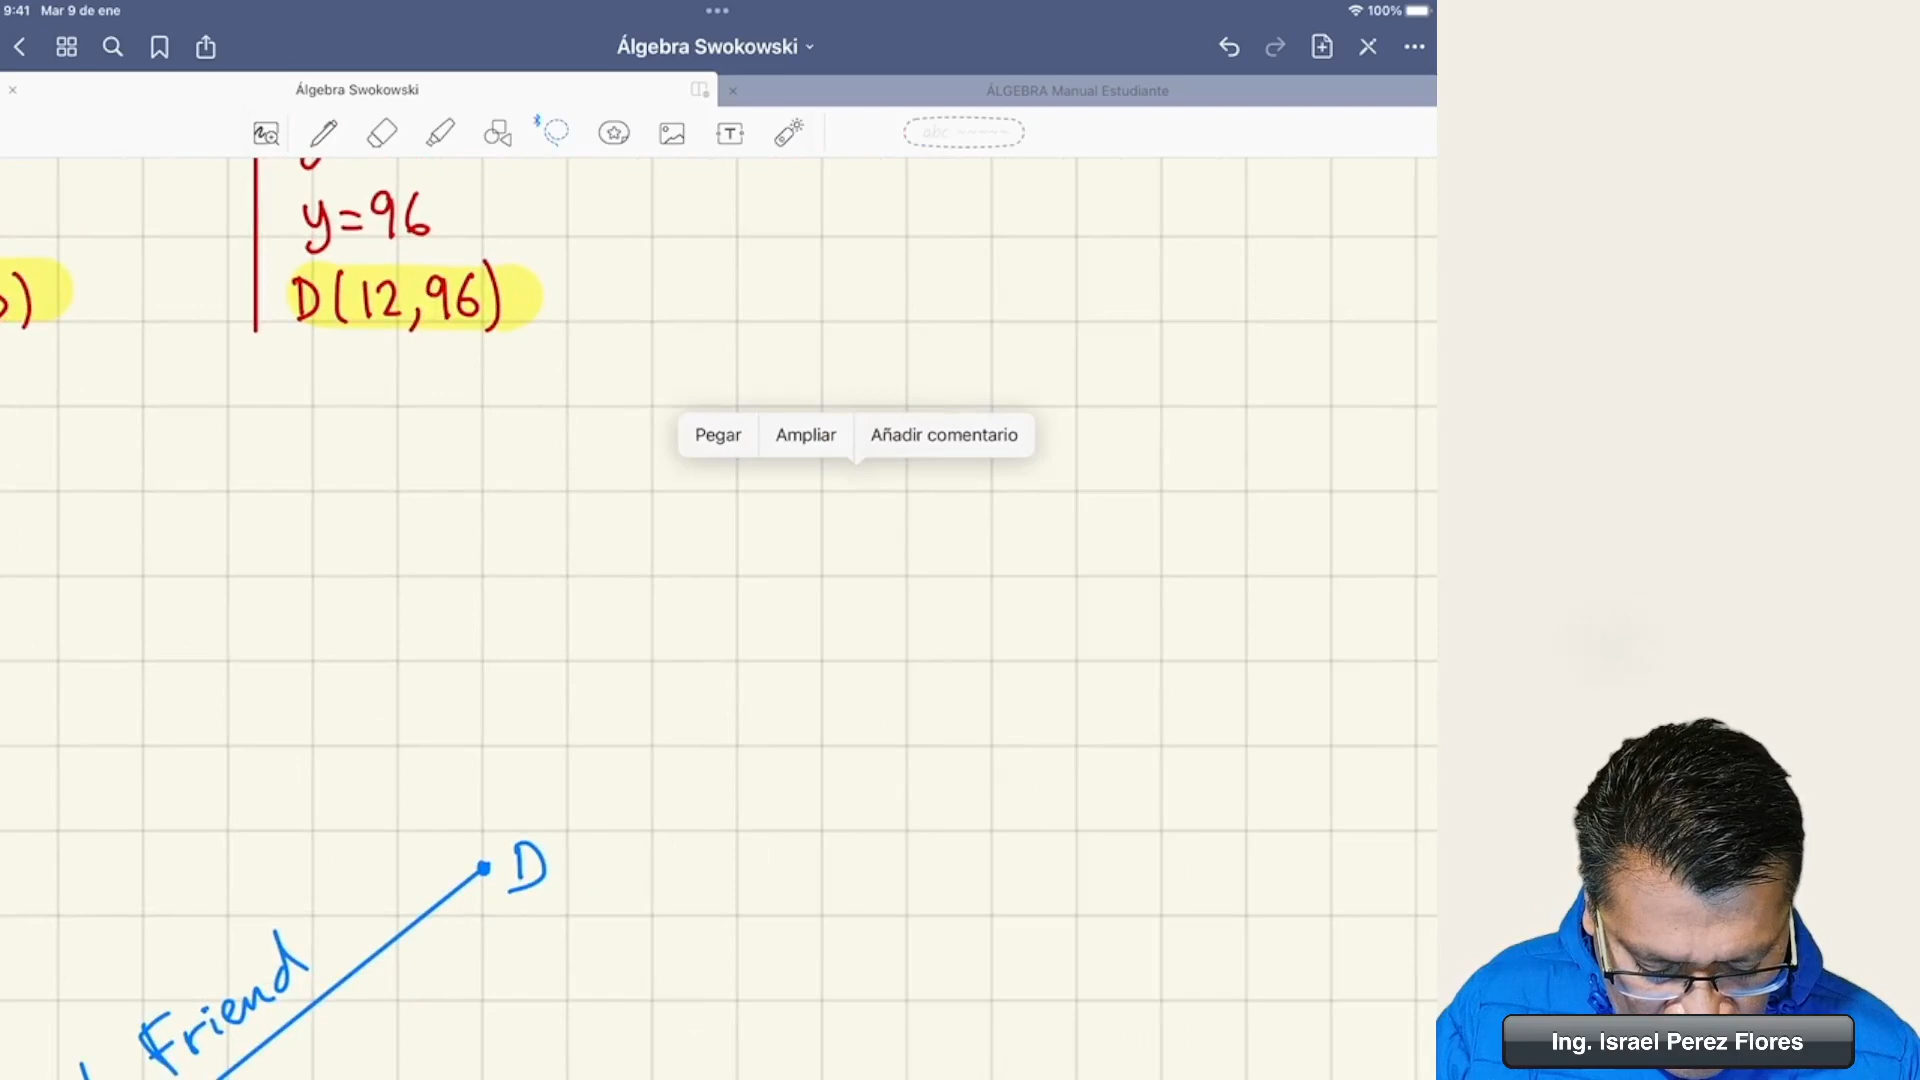 9:41 Mar 9 de ene
100%
Álgebra Swokowski
Álgebra Swokowski
ÁLGEBRA Manual Estudiante
abc
y=96
D(12,96)
)
Pegar
Ampliar
Añadir comentario
D
Friend
Ing. Israel Perez Flores